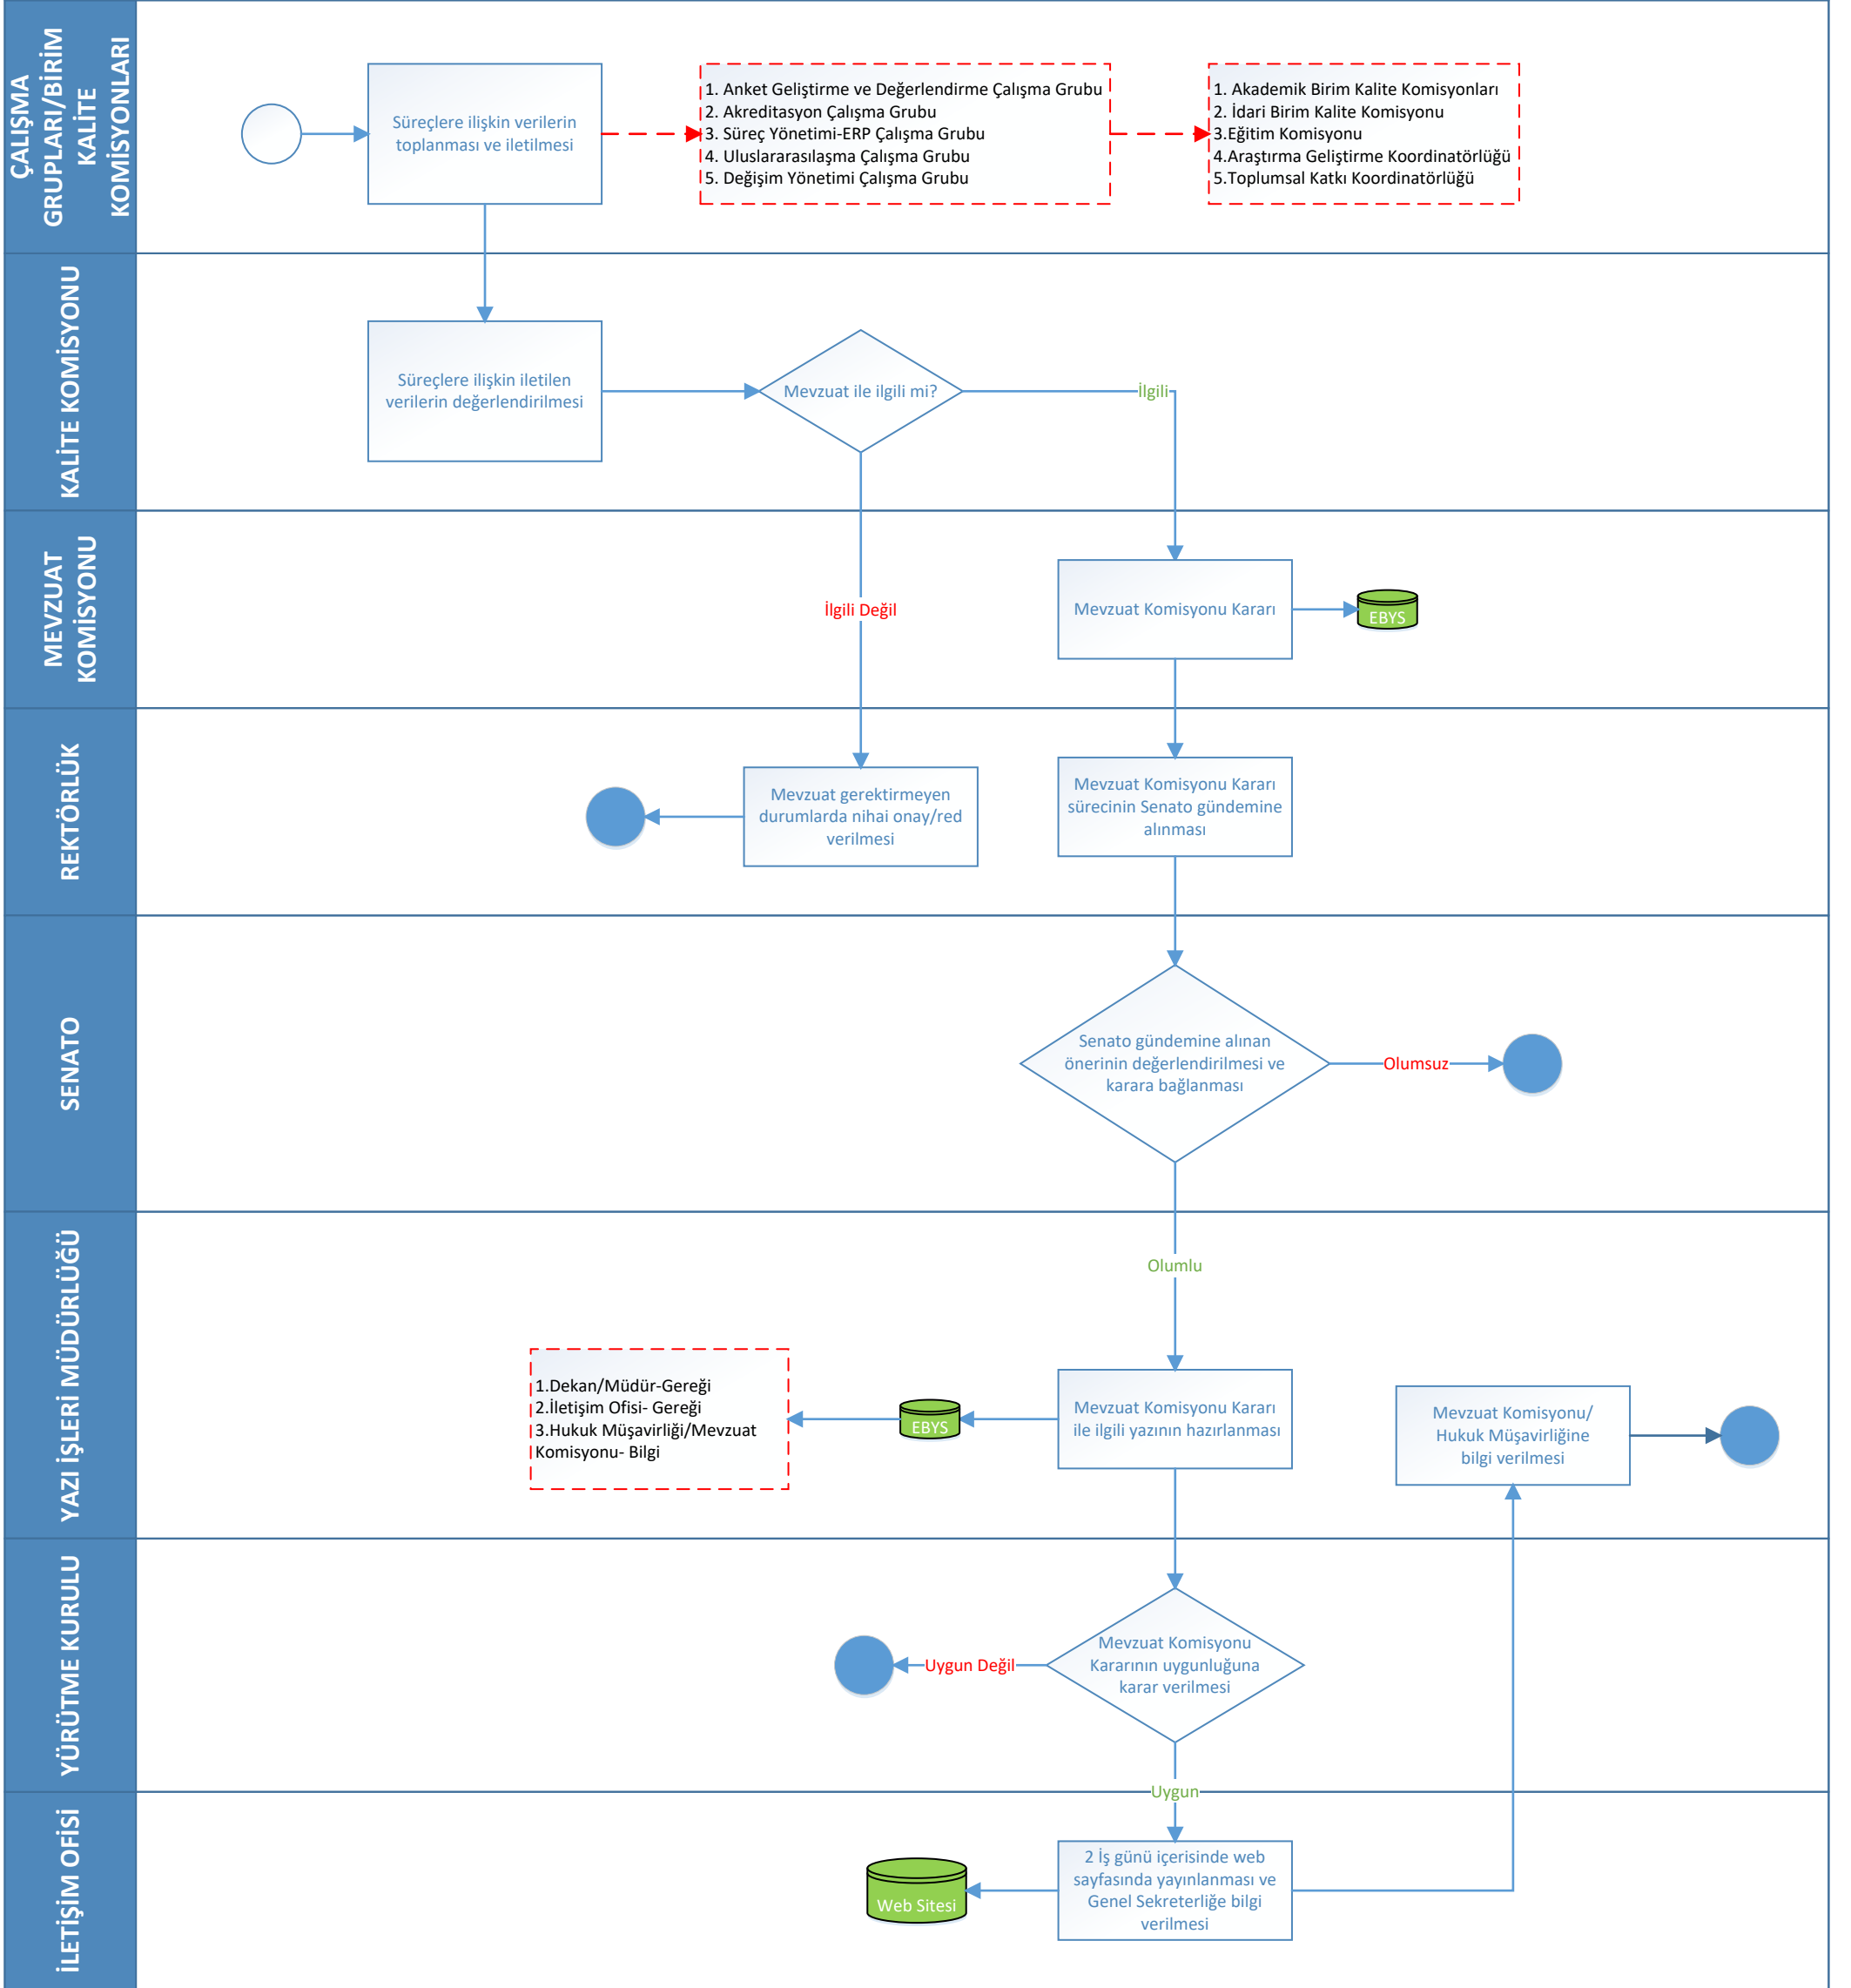 ÇALIŞMA
GRUPLARI/BİRİM
KALİTE
KOMİSYONLARI
Süreçlere ilişkin verilerin
toplanması ve iletilmesi
1. Anket Geliştirme ve Değerlendirme Çalışma Grubu
2. Akreditasyon Çalışma Grubu
3. Süreç Yönetimi-ERP Çalışma Grubu
4. Uluslararasılaşma Çalışma Grubu
5. Değişim Yönetimi Çalışma Grubu
1. Akademik Birim Kalite Komisyonları
2. İdari Birim Kalite Komisyonu
3.Eğitim Komisyonu
4.Araştırma Geliştirme Koordinatörlüğü
5.Toplumsal Katkı Koordinatörlüğü
KALİTE KOMİSYONU
Süreçlere ilişkin iletilen
verilerin değerlendirilmesi
Mevzuat ile ilgili mi?
İlgili
MEVZUAT
KOMİSYONU
İlgili Değil
Mevzuat Komisyonu Kararı
EBYS
REKTÖRLÜK
Mevzuat gerektirmeyen
durumlarda nihai onay/red
verilmesi
Mevzuat Komisyonu Kararı
sürecinin Senato gündemine
alınması
SENATO
Senato gündemine alınan
önerinin değerlendirilmesi ve
karara bağlanması
Olumsuz
YAZI İŞLERİ MÜDÜRLÜĞÜ
Olumlu
1.Dekan/Müdür-Gereği
2.İletişim Ofisi- Gereği
3.Hukuk Müşavirliği/Mevzuat
Komisyonu- Bilgi
EBYS
Mevzuat Komisyonu Kararı
ile ilgili yazının hazırlanması
Mevzuat Komisyonu/
Hukuk Müşavirliğine
bilgi verilmesi
YÜRÜTME KURULU
Uygun Değil
Mevzuat Komisyonu
Kararının uygunluğuna
karar verilmesi
Uygun
İLETİŞİM OFİSİ
Web Sitesi
2 İş günü içerisinde web
sayfasında yayınlanması ve
Genel Sekreterliğe bilgi
verilmesi